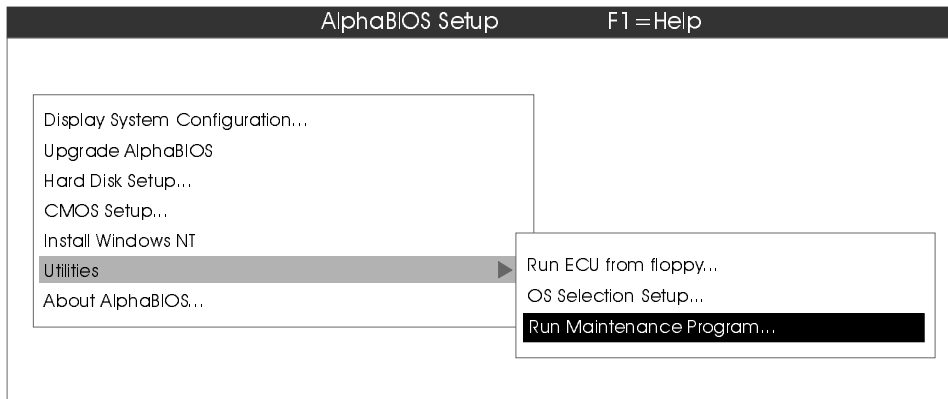 AlphaBIOS Setup F1=Help
Display System Configuration...
Upgrade AlphaBIOS
Hard Disk Setup...
CMOS Setup...
Install Windows NT
Utilities
About AlphaBIOS...
Run ECU from floppy...
OS Selection Setup...
Run Maintenance Program...